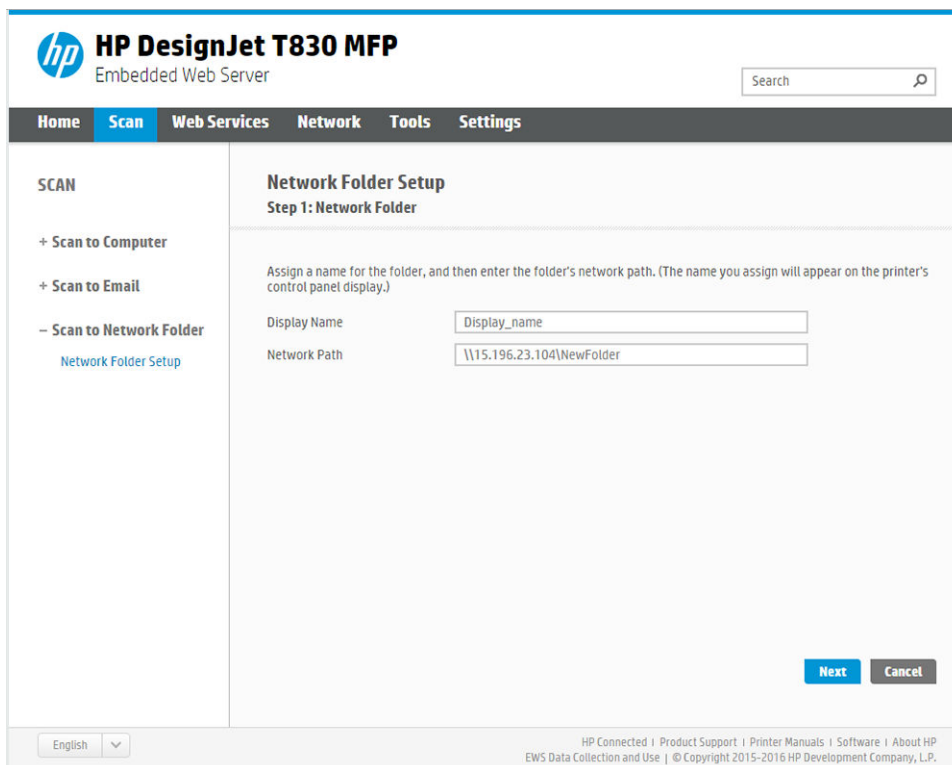 hp
HP DesignJet T830 MFP
Embedded Web Server
Search
Home Scan Web Services Network Tools Settings
SCAN
+ Scan to Computer
+ Scan to Email
– Scan to Network Folder
Network Folder Setup
Network Folder Setup
Step 1: Network Folder
Assign a name for the folder, and then enter the folder's network path. (The name you assign will appear on the printer's
control panel display.)
Display Name Display_name
Network Path \\15.196.23.104\NewFolder
Next Cancel
English
HP Connected | Product Support | Printer Manuals | Software | About HP
EWS Data Collection and Use | © Copyright 2015-2016 HP Development Company, L.P.